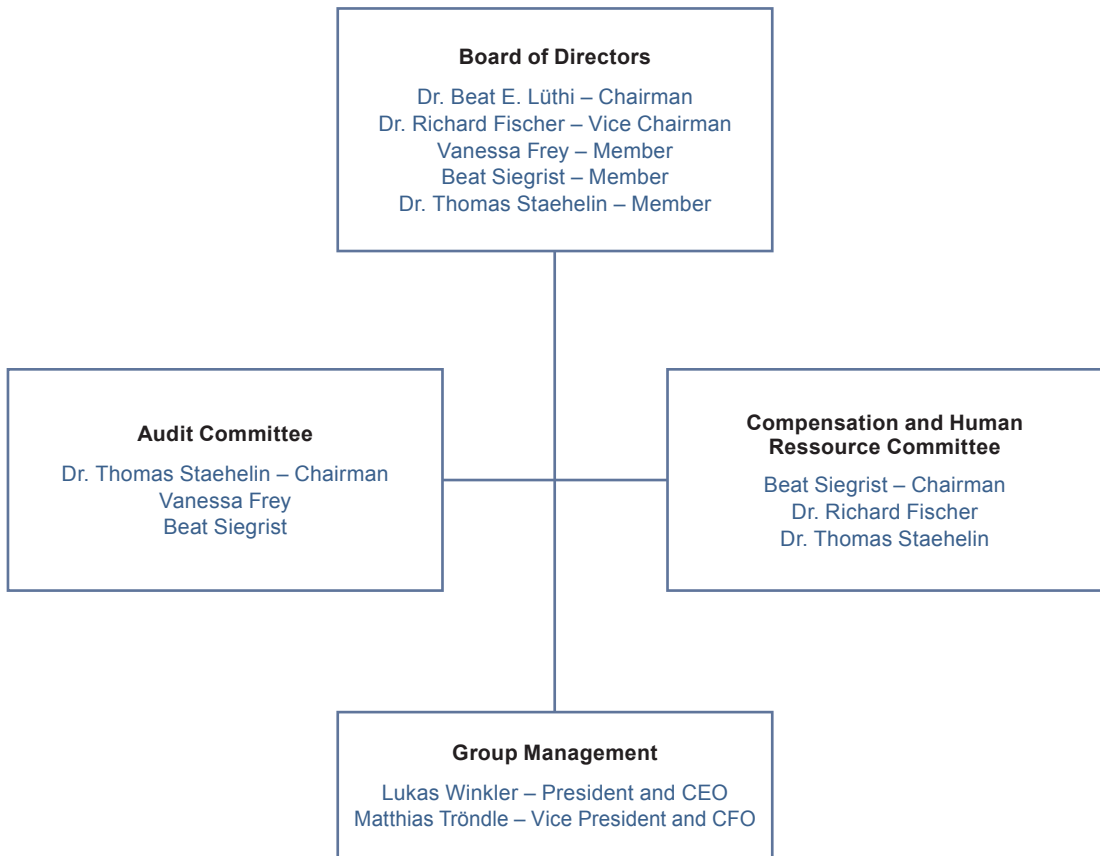 Board of Directors
Dr. Beat E. Lüthi – Chairman
Dr. Richard Fischer – Vice Chairman
Vanessa Frey – Member
Beat Siegrist – Member
Dr. Thomas Staehelin – Member
Audit Committee
Dr. Thomas Staehelin – Chairman
Vanessa Frey
Beat Siegrist
Compensation and Human
Ressource Committee
Beat Siegrist – Chairman
Dr. Richard Fischer
Dr. Thomas Staehelin
Group Management
Lukas Winkler – President and CEO
Matthias Tröndle – Vice President and CFO